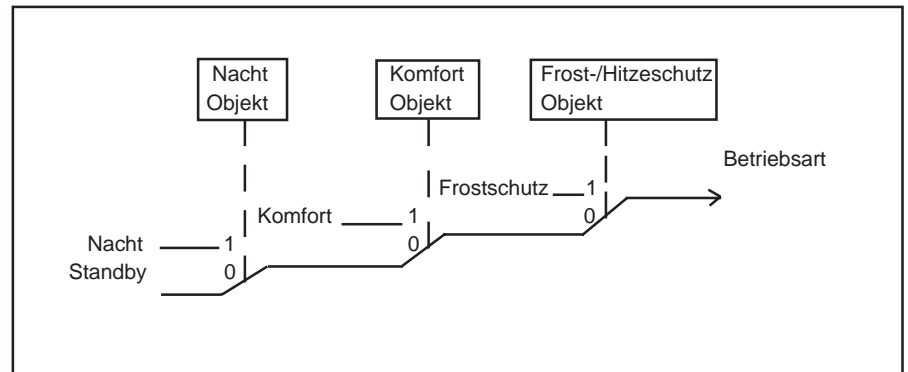 Nacht
Objekt
Komfort
Objekt
Frost-/Hitzeschutz
Objekt
Betriebsart
Frostschutz 1
0
Komfort 1
0
Nacht 1
Standby 0